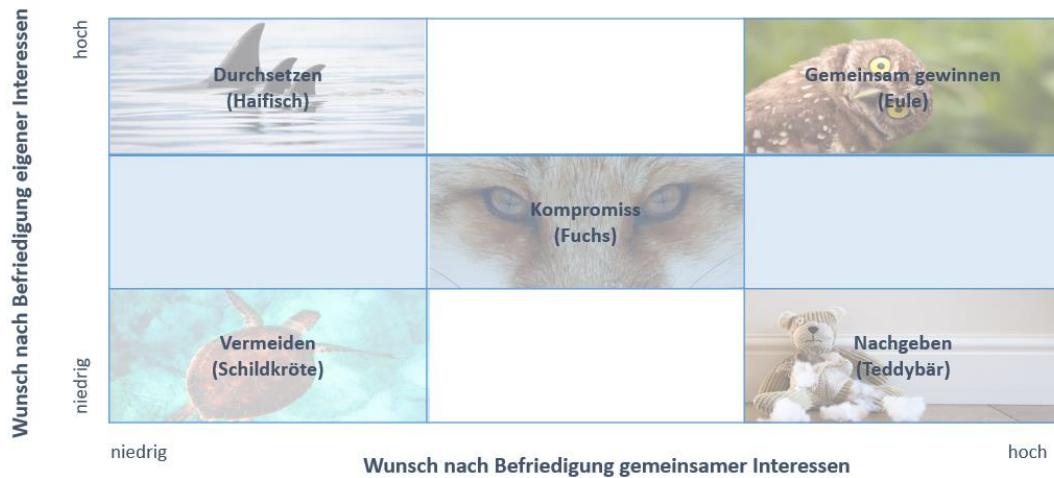 Wunsch nach Befriedigung eigener Interessen
hoch
niedrig
Durchsetzen
(Haifisch)
Gemeinsam gewinnen
(Eule)
Kompromiss
(Fuchs)
Vermeiden
(Schildkröte)
Nachgeben
(Teddybär)
niedrig
hoch
Wunsch nach Befriedigung gemeinsamer Interessen